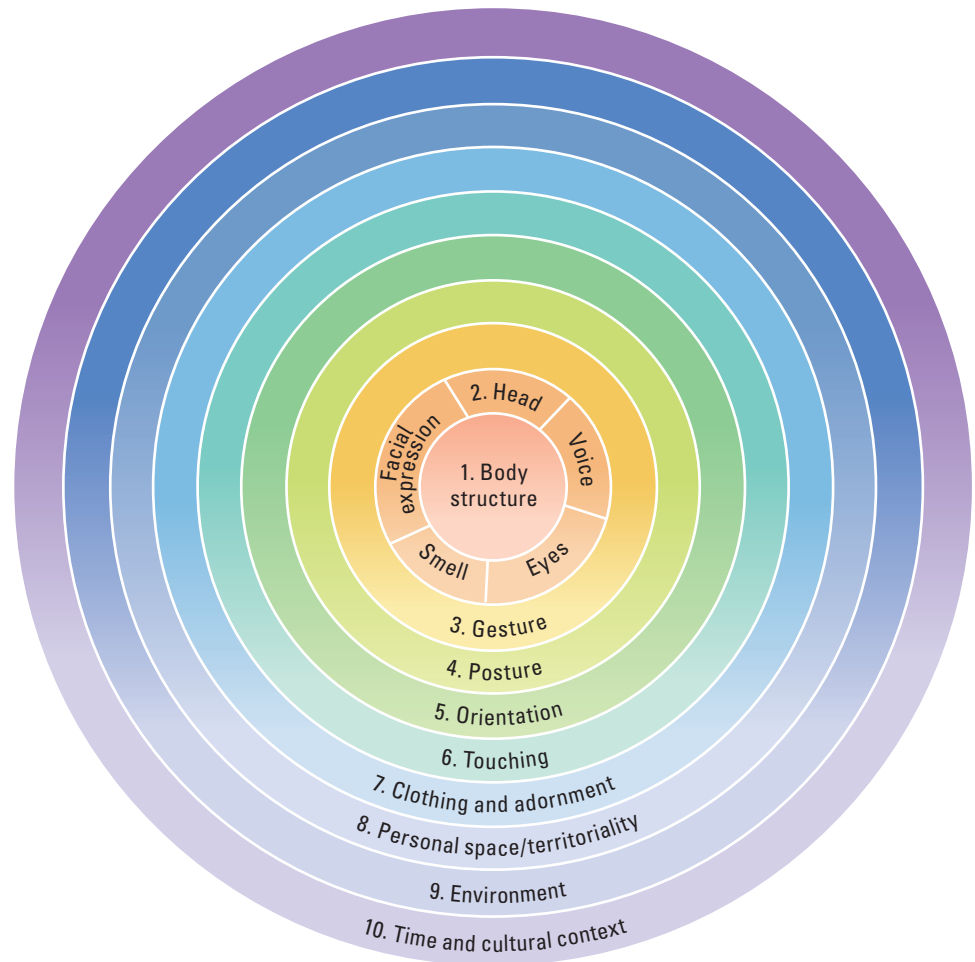 1. Body
structure
2. Head
Voice
Eyes
Smell
Facial
expression
3. Gesture
4. Posture
5. Orientation
6. Touching
7. Clothing and adornment
8. Personal space/territoriality
9. Environment
10. Time and cultural context